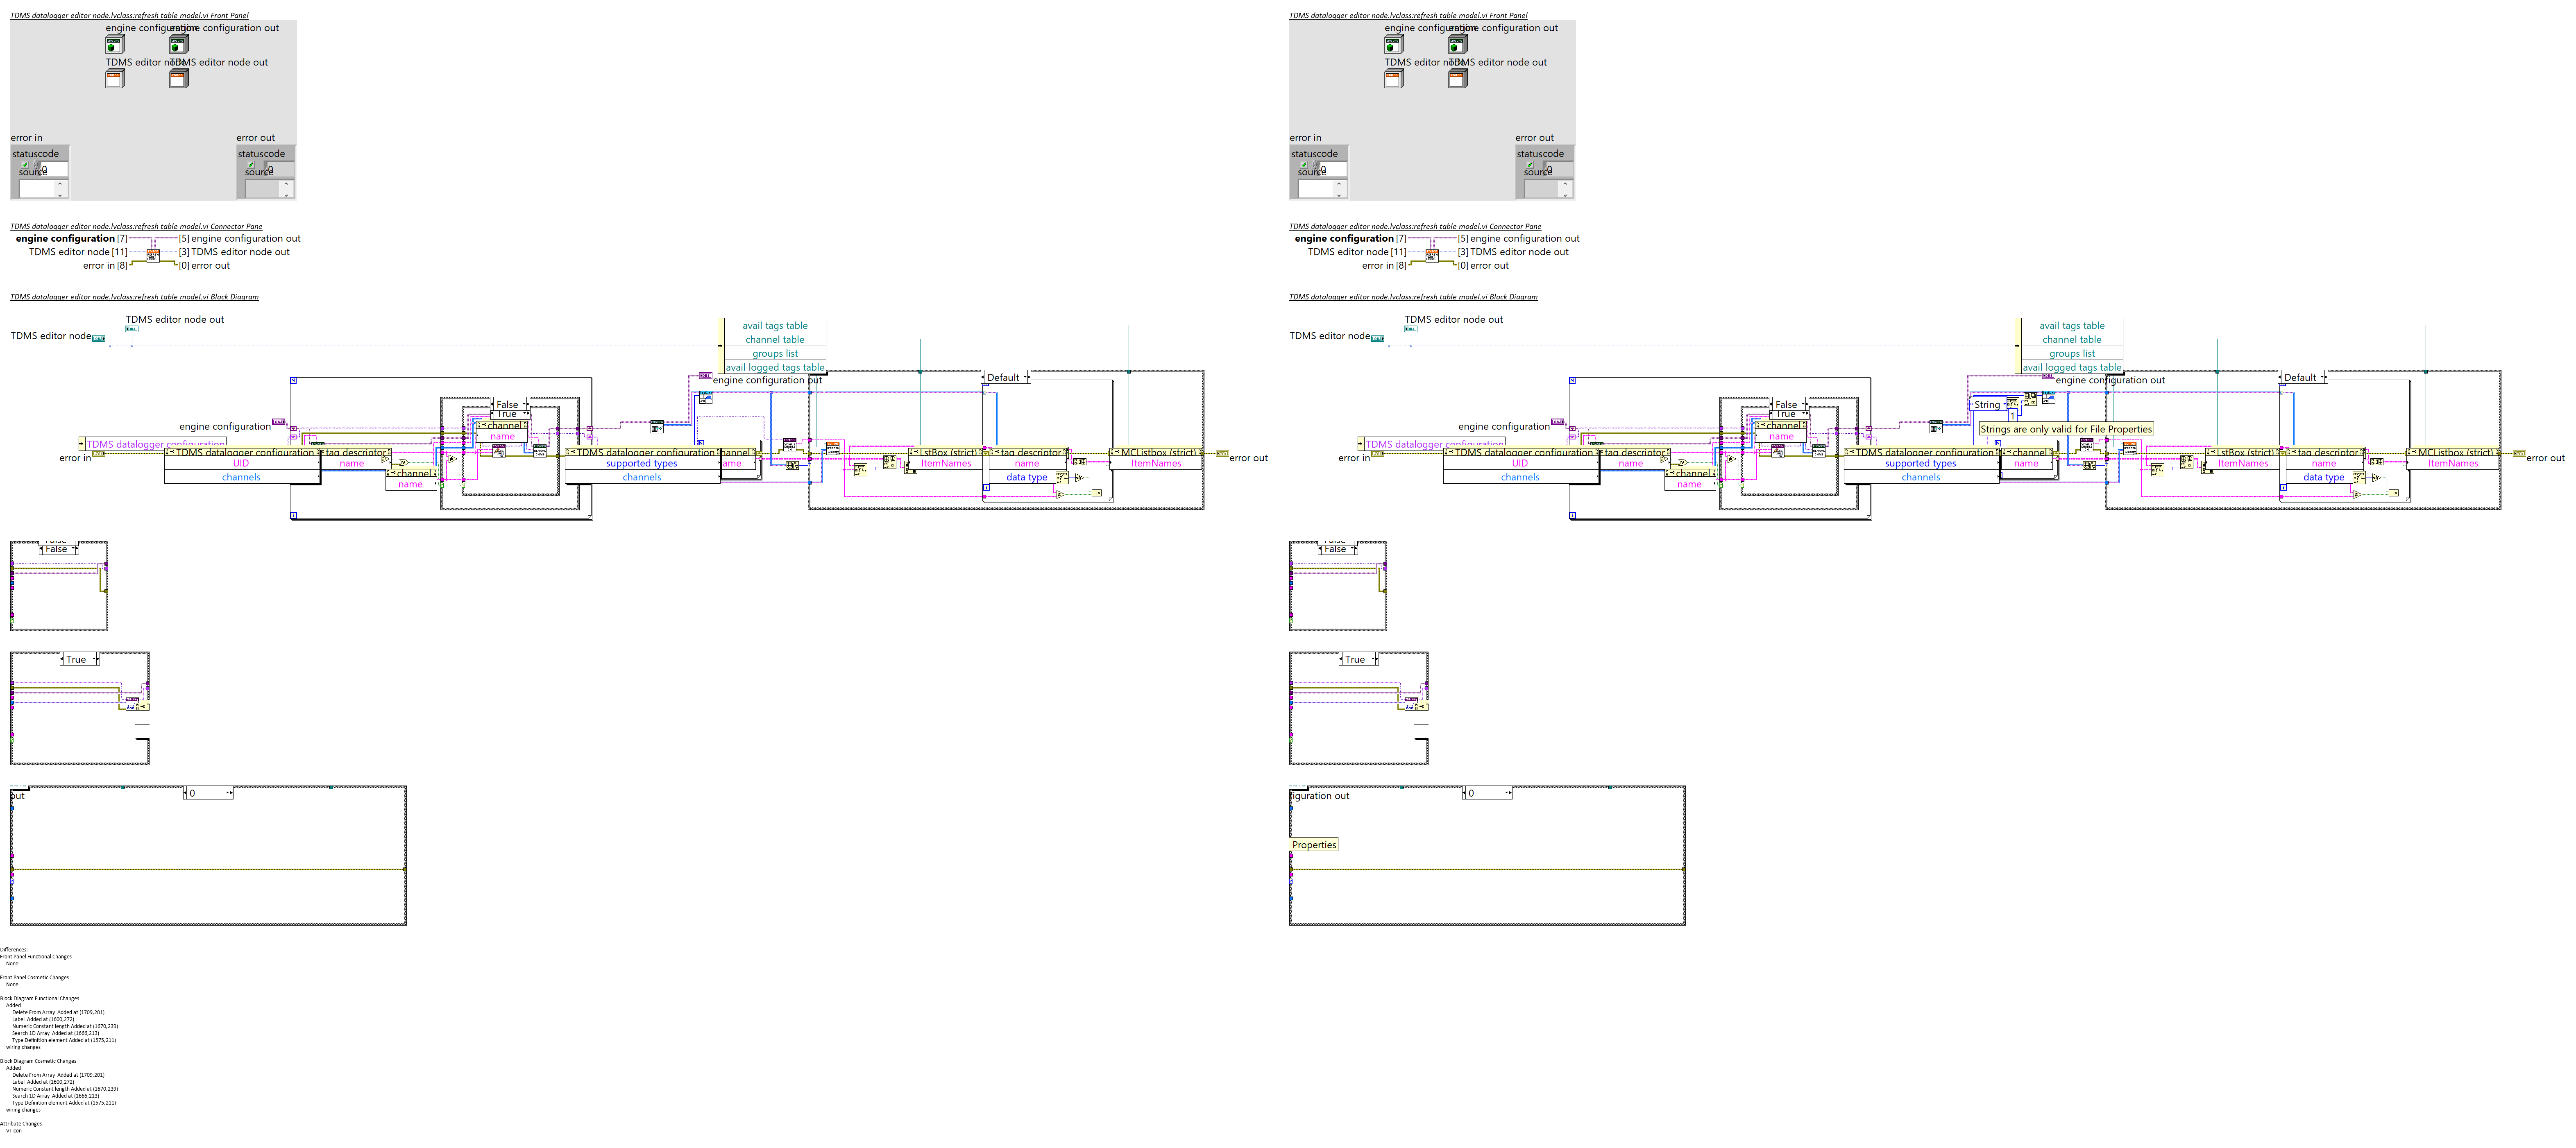 TDMS datalogger editor node.lvclass:refresh table model.vi Front Panel
engine configuration
engine configuration out
TDMS editor node
TDMS editor node out
error in
error out
status code
0
source
status code
0
source
TDMS datalogger editor node.lvclass:refresh table model.vi Connector Pane
engine configuration [7]
[5] engine configuration out
TDMS editor node [11]
[3] TDMS editor node out
error in [8]
[0] error out
TDMS datalogger editor node.lvclass:refresh table model.vi Block Diagram
TDMS editor node out
TDMS editor node
avail tags table
channel table
groups list
avail logged tags table
engine configuration out
Default
False
True
channel
name
engine configuration
TDMS datalogger configuration
error in
TDMS datalogger configuration
UID
channels
tag descriptor
name
channel
name
TDMS datalogger configuration
supported types
channels
hannel
ame
stBox (strict)
ItemNames
tag descriptor
name
data type
MCListbox (strict)
ItemNames
error out
False
False
True
out
0
TDMS datalogger editor node.lvclass:refresh table model.vi Front Panel
engine configuration
engine configuration out
TDMS editor node
TDMS editor node out
error in
error out
status code
0
source
status code
0
source
TDMS datalogger editor node.lvclass:refresh table model.vi Connector Pane
engine configuration [7]
[5] engine configuration out
TDMS editor node [11]
[3] TDMS editor node out
error in [8]
[0] error out
TDMS datalogger editor node.lvclass:refresh table model.vi Block Diagram
TDMS editor node out
TDMS editor node
avail tags table
channel table
groups list
avail logged tags table
engine configuration out
Default
String
1
Strings are only valid for File Properties
False
True
channel
name
engine configuration
TDMS datalogger configuration
error in
TDMS datalogger configuration
UID
channels
tag descriptor
name
channel
name
TDMS datalogger configuration
supported types
channels
channel
name
stBox (strict)
ItemNames
tag descriptor
name
data type
MCListbox (strict)
ItemNames
error out
False
False
True
figuration out
0
Properties
Differences:
Front Panel Functional Changes
None
Front Panel Cosmetic Changes
None
Block Diagram Functional Changes
Added
Delete From Array Added at (1709,201)
Label Added at (1600,272)
Numeric Constant length Added at (1670,239)
Search 1D Array Added at (1666,213)
Type Definition element Added at (1575,211)
wiring changes
Block Diagram Cosmetic Changes
Added
Delete From Array Added at (1709,201)
Label Added at (1600,272)
Numeric Constant length Added at (1670,239)
Search 1D Array Added at (1666,213)
Type Definition element Added at (1575,211)
wiring changes
Attribute Changes
VI icon